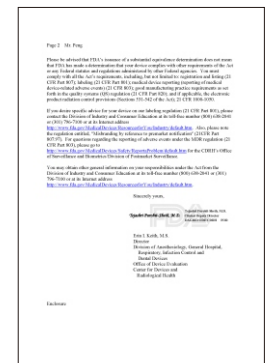 Page 2 Mr. Peng
Please be advised that FDA's issuance of a substantial equivalence determination does not mean
that FDA has made a determination that your device complies with other requirements of the Act
or any Federal statutes and regulations administered by other Federal agencies. You must
comply with all the Act's requirements, including, but not limited to: registration and listing (21
CFR Part 807); labeling (21 CFR Part 801); medical device reporting (reporting of medical
device-related adverse events) (21 CFR 803); good manufacturing practice requirements as set
forth in the quality systems (QS) regulation (21 CFR Part 820); and if applicable, the electronic
product radiation control provisions (Sections 531-542 of the Act); 21 CFR 1000-1050.
If you desire specific advice for your device on our labeling regulation (21 CFR Part 801), please
contact the Division of Industry and Consumer Education at its toll-free number (800) 638-2041
or (301) 796-7100 or at its Internet address
http://www.fda.gov/MedicalDevices/ResourcesforYou/Industry/default.htm. Also, please note
the regulation entitled, "Misbranding by reference to premarket notification" (21CFR Part
807.97). For questions regarding the reporting of adverse events under the MDR regulation (21
CFR Part 803), please go to
http://www.fda.gov/MedicalDevices/Safety/ReportaProblem/default.htm for the CDRH's Office
of Surveillance and Biometrics/Division of Postmarket Surveillance.
You may obtain other general information on your responsibilities under the Act from the
Division of Industry and Consumer Education at its toll-free number (800) 638-2041 or (301)
796-7100 or at its Internet address
http://www.fda.gov/MedicalDevices/ResourcesforYou/Industry/default.htm.
Sincerely yours,
FDA
Erin I. Keith, M.S.
Director
Division of Anesthesiology, General Hospital,
Respiratory, Infection Control and
Dental Devices
Office of Device Evaluation
Center for Devices and
Radiological Health
Enclosure